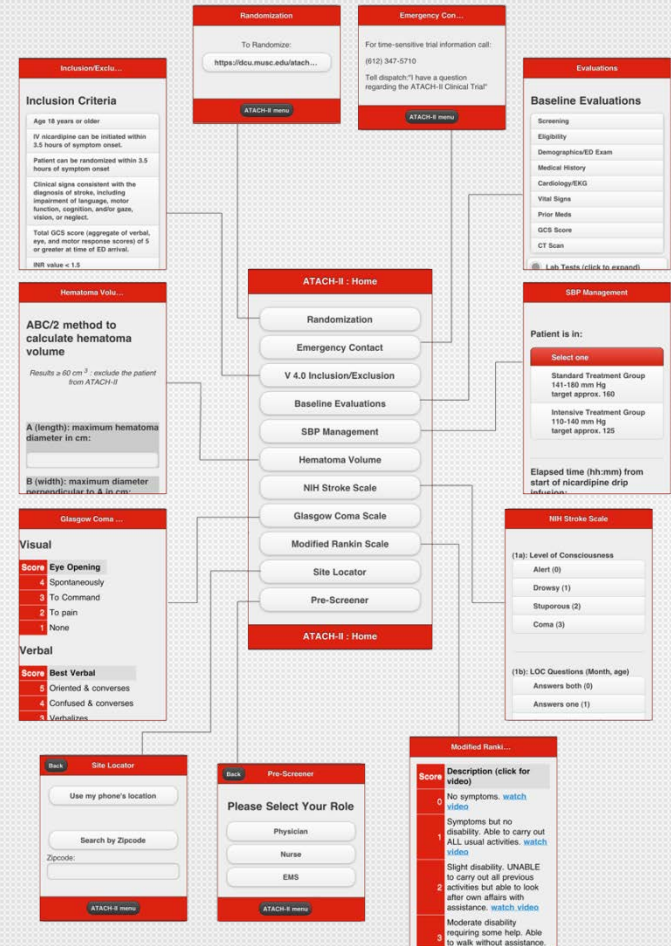 Randomization
To Randomize:
https://dcu.musc.edu/atach...
ATACH-II menu
Emergency Con...
For time-sensitive trial information call:
(612) 347-5710
Tell dispatch:"I have a question
regarding the ATACH-II Clinical Trial"
ATACH-II menu
Inclusion/Exclu...
Inclusion Criteria
Age 18 years or older
IV nicardipine can be initiated within
3.5 hours of symptom onset.
Patient can be randomized within 3.5
hours of symptom onset
Clinical signs consistent with the
diagnosis of stroke, including
impairment of language, motor
function, cognition, and/or gaze,
vision, or neglect.
Total GCS score (aggregate of verbal,
eye, and motor response scores) of 5
or greater at time of ED arrival.
INR value < 1.5
Evaluations
Baseline Evaluations
Screening
Eligibility
Demographics/ED Exam
Medical History
Cardiology/EKG
Vital Signs
Prior Meds
GCS Score
CT Scan
Lab Tests (click to expand)
Hematoma Volu...
ABC/2 method to
calculate hematoma
volume
Results ≥ 60 cm 3 : exclude the patient
from ATACH-II
A (length): maximum hematoma
diameter in cm:
B (width): maximum diameter
perpendicular to A in cm:
ATACH-II : Home
Randomization
Emergency Contact
V 4.0 Inclusion/Exclusion
Baseline Evaluations
SBP Management
Hematoma Volume
NIH Stroke Scale
Glasgow Coma Scale
Modified Rankin Scale
Site Locator
Pre-Screener
ATACH-II : Home
SBP Management
Patient is in:
Select one
Standard Treatment Group
141-180 mm Hg
target approx. 160
Intensive Treatment Group
110-140 mm Hg
target approx. 125
Elapsed time (hh:mm) from
start of nicardipine drip
infusion:
Glasgow Coma ...
Visual
Score Eye Opening
4 Spontaneously
3 To Command
2 To pain
1 None
Verbal
Score Best Verbal
5 Oriented & converses
4 Confused & converses
3 Verbalizes
NIH Stroke Scale
(1a): Level of Consciousness
Alert (0)
Drowsy (1)
Stuporous (2)
Coma (3)
(1b): LOC Questions (Month, age)
Answers both (0)
Answers one (1)
Back Site Locator
Use my phone's location
Search by Zipcode
Zipcode:
ATACH-II menu
Back Pre-Screener
Please Select Your Role
Physician
Nurse
EMS
ATACH-II menu
Modified Ranki...
Score Description (click for
video)
0 No symptoms. watch
video
1 Symptoms but no
disability. Able to carry out
ALL usual activities. watch
video
2 Slight disability. UNABLE
to carry out all previous
activities but able to look
after own affairs with
assistance. watch video
3 Moderate disability
requiring some help. Able
to walk without assistance.